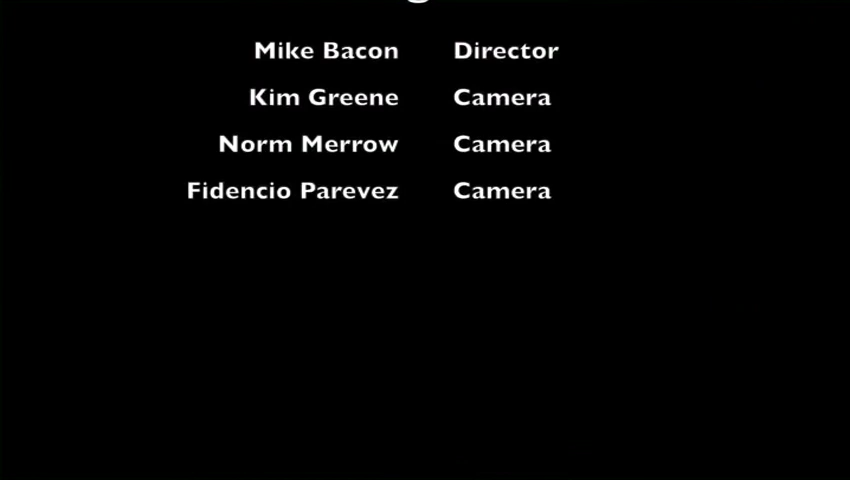 Mike Bacon Director
Kim Greene Camera
Norm Merrow Camera
Fidencio Parevez Camera